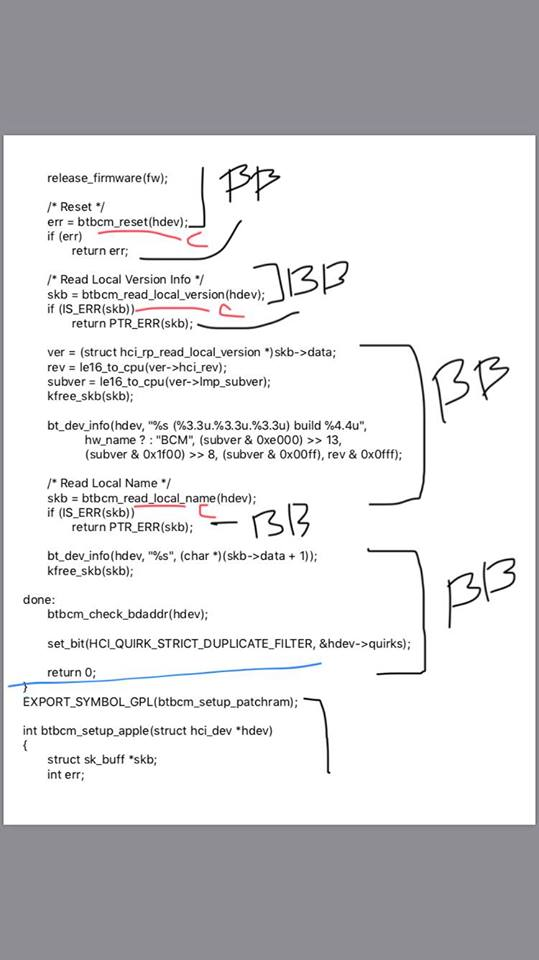 release_firmware(fw);
BB
/* Reset */
err = btbcm_reset(hdev);
C
if (err)
return err;
/* Read Local Version Info */
BB
skb = btbcm_read_local_version(hdev);
if (IS_ERR(skb))
C
return PTR_ERR(skb);
ver = (struct hci_rp_read_local_version *)skb->data;
rev = le16_to_cpu(ver->hci_rev);
BB
subver = le16_to_cpu(ver->lmp_subver);
kfree_skb(skb);
bt_dev_info(hdev, "%s (%3.3u.%3.3u.%3.3u) build %4.4u",
hw_name ? : "BCM", (subver & 0xe000) >> 13,
(subver & 0x1f00) >> 8, (subver & 0x00ff), rev & 0x0fff);
/* Read Local Name */
skb = btbcm_read_local_name(hdev);
if (IS_ERR(skb))
C
return PTR_ERR(skb);
BB
bt_dev_info(hdev, "%s", (char *)(skb->data + 1));
kfree_skb(skb);
BB
done:
btbcm_check_bdaddr(hdev);
set_bit(HCI_QUIRK_STRICT_DUPLICATE_FILTER, &hdev->quirks);
return 0;
}
EXPORT_SYMBOL_GPL(btbcm_setup_patchram);
int btbcm_setup_apple(struct hci_dev *hdev)
{
struct sk_buff *skb;
int err;